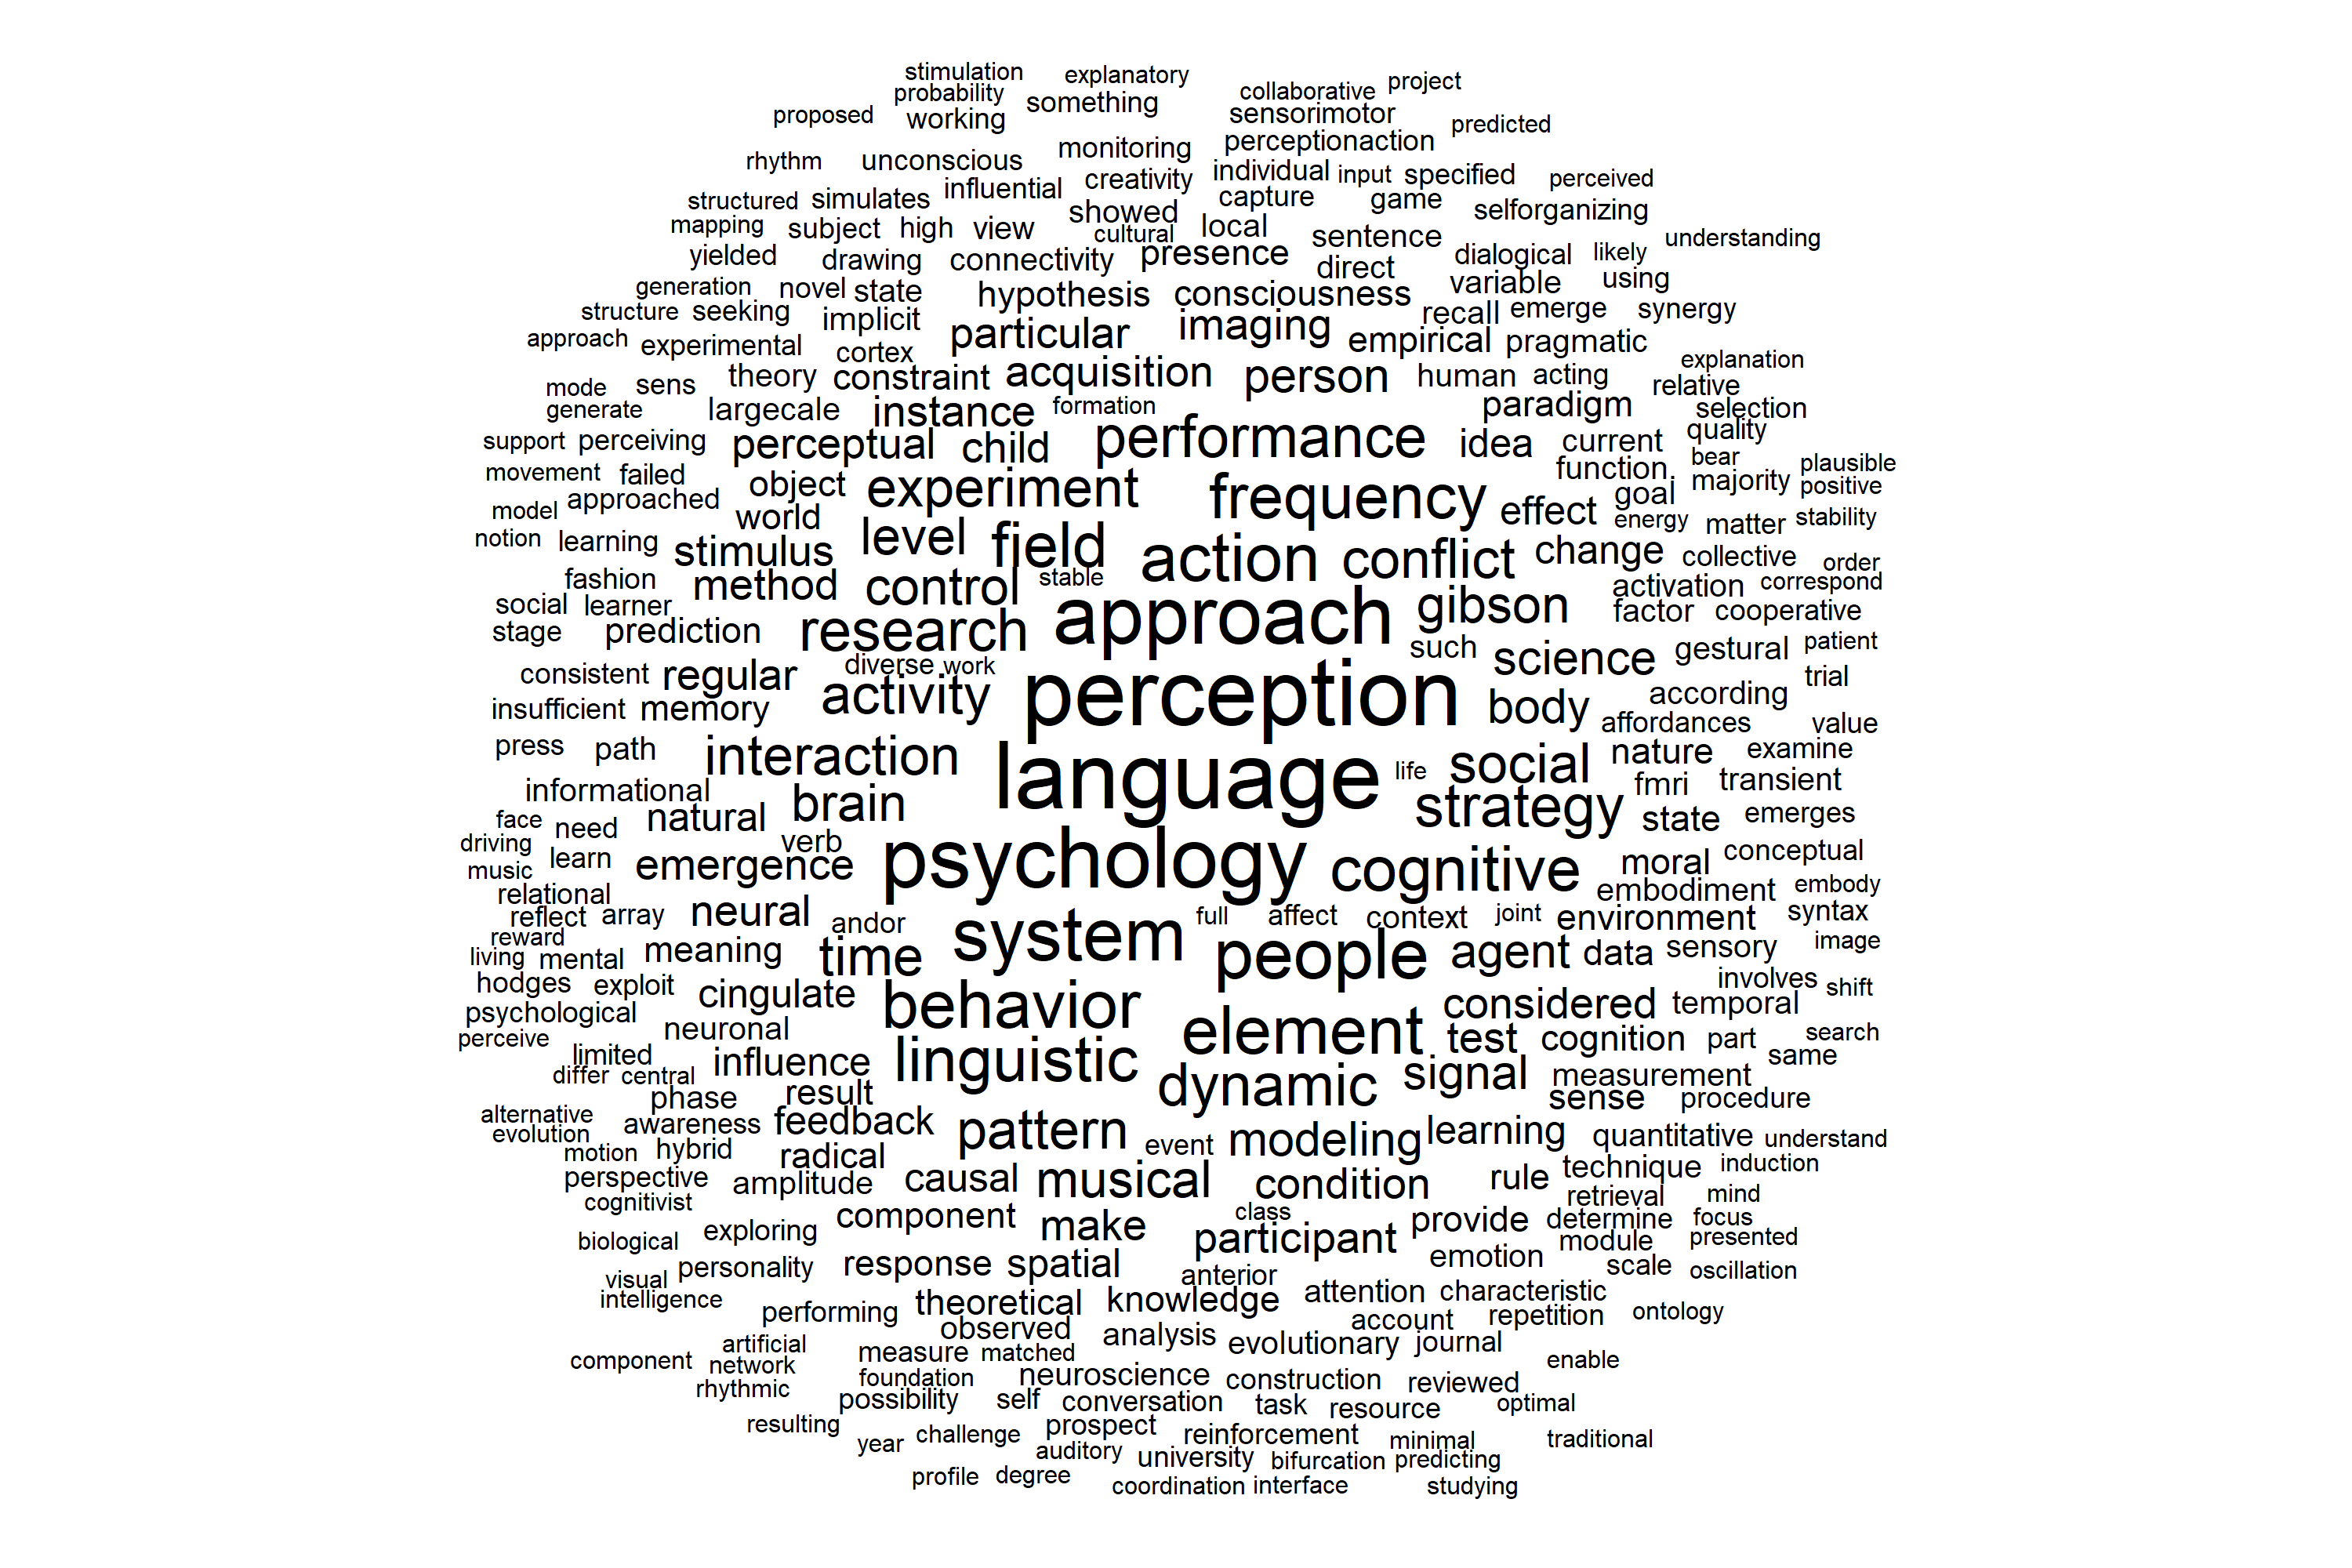 stimulation explanatory project
probability something collaborative
proposed working sensorimotor predicted
monitoring perceptionaction
rhythm unconscious individual input specified perceived
structured simulates influential creativity capture game selforganizing
mapping subject high view showed cultural local sentence understanding
yielded drawing connectivity presence direct dialogical likely
generation novel state hypothesis consciousness variable using
structure seeking implicit particular imaging recall emerge synergy
approach experimental cortex empirical pragmatic explanation
mode sens theory constraint acquisition person human acting relative
generate largecale instance formation paradigm selection
support perceiving perceptual child performance idea current quality
movement failed object experiment frequency function bear majority plausible positive
model approached world level field effect goal energy matter stability
notion learning stimulus action conflict change collective order
fashion method control stable activation correspond
social learner approach gibson factor cooperative
stage prediction research such science gestural patient
consistent regular diverse work perception according trial
insufficient memory activity body affordances value
press path interaction language life social nature examine
informational brain strategy fmri transient
face need natural verb state emerges
driving learn emergence psychology cognitive moral conceptual
music relational embodiment embody
reflect array neural andor full affect context joint environment syntax
reward living mental meaning time system people agent data sensory image
hodges exploit cingulate behavior considered involves temporal shift
psychological neuronal element test cognition part search
perceive limited influence linguistic signal same
differ central result dynamic measurement
phase sense procedure
alternative awareness feedback pattern event modeling learning quantitative understand
evolution motion hybrid radical
perspective amplitude causal musical condition rule technique induction
cognitivist retrieval mind
exploring component make class provide determine focus
biological participant emotion module presented
visual personality response spatial anterior scale oscillation
intelligence performing theoretical knowledge attention characteristic
observed account repetition ontology
artificial measure matched analysis evolutionary journal
component network foundation neuroscience construction reviewed enable
rhythmic possibility self conversation task resource optimal
resulting year challenge prospect reinforcement minimal traditional
auditory university bifurcation predicting
profile degree coordination interface studying